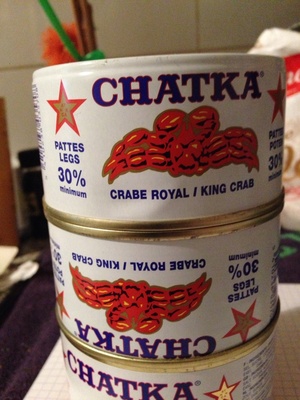 CHATKA®
PATTES
LEGS
30%
minimum
CRABE ROYAL / KING CRAB
PATTES
30%
minimum
CRABE ROYAL / KING CRAB
30%
minimum
PATTES
LEGS
CHATKA
CHATKA®